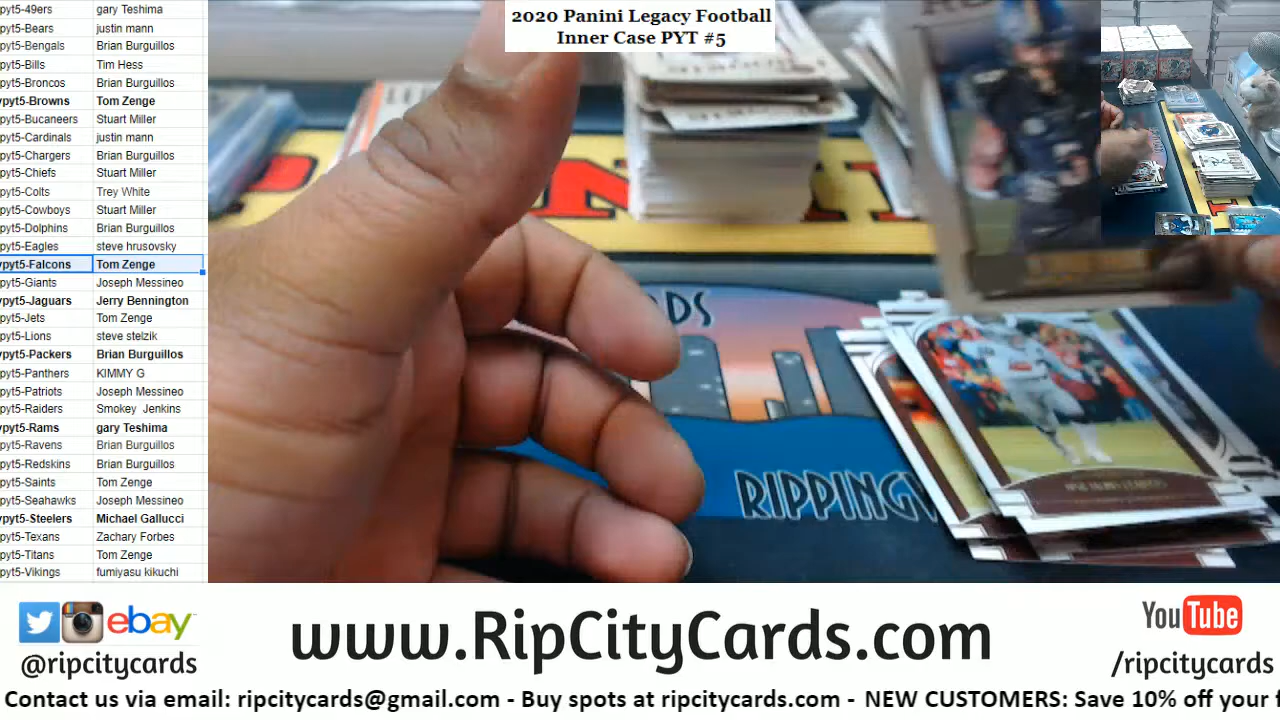 pyt5-49ers gary Teshima
pyt5-Bears justin mann
pyt5-Bengals Brian Burguillos
pyt5-Bills Tim Hess
pyt5-Broncos Brian Burguillos
pyt5-Browns Tom Zenge
pyt5-Bucaneers Stuart Miller
pyt5-Cardinals justin mann
pyt5-Chargers Brian Burguillos
pyt5-Chiefs Stuart Miller
pyt5-Colts Trey White
pyt5-Cowboys Stuart Miller
pyt5-Dolphins Brian Burguillos
pyt5-Eagles steve hrusovsky
pyt5-Falcons Tom Zenge
pyt5-Giants Joseph Messineo
pyt5-Jaguars Jerry Bennington
pyt5-Jets Tom Zenge
pyt5-Lions steve stelzik
pyt5-Packers Brian Burguillos
pyt5-Panthers KIMMY G
pyt5-Patriots Joseph Messineo
pyt5-Raiders Smokey Jenkins
pyt5-Rams gary Teshima
pyt5-Ravens Brian Burguillos
pyt5-Redskins Brian Burguillos
pyt5-Saints Tom Zenge
pyt5-Seahawks Joseph Messineo
pyt5-Steelers Michael Gallucci
pyt5-Texans Zachary Forbes
pyt5-Titans Tom Zenge
pyt5-Vikings fumiyasu kikuchi
2020 Panini Legacy Football
Inner Case PYT #5
RIPPING
ebay
@ripcitycards
www.RipCityCards.com
YouTube
/ripcitycards
Contact us via email: ripcitycards@gmail.com - Buy spots at ripcitycards.com - NEW CUSTOMERS: Save 10% off your f